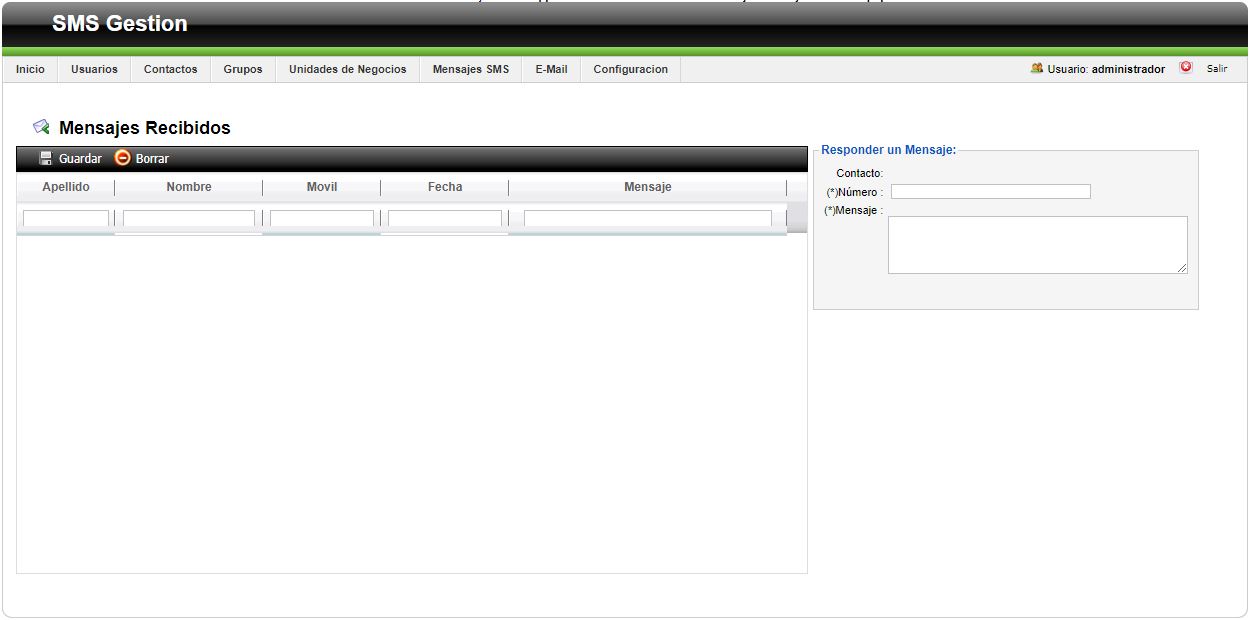 SMS Gestion
Inicio Usuarios Contactos Grupos Unidades de Negocios Mensajes SMS E-Mail Configuracion Usuario: administrador Salir
Mensajes Recibidos
Guardar Borrar
Apellido Nombre Movil Fecha Mensaje
Responder un Mensaje:
Contacto:
(*)Número :
(*)Mensaje :